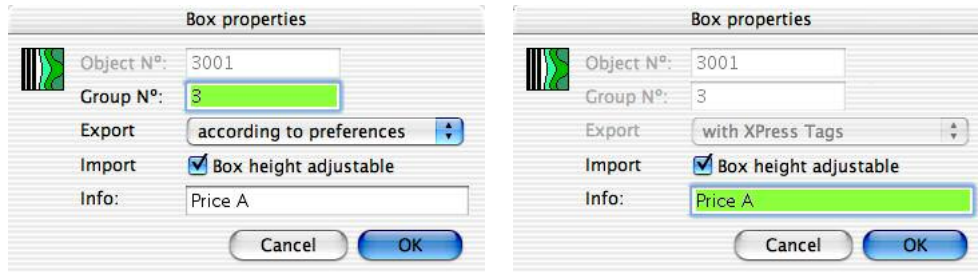 Box properties
Object Nº: 3001
Group Nº: 3
Export according to preferences
Import Box height adjustable
Info: Price A
Cancel OK
Box properties
Object Nº: 3001
Group Nº: 3
Export with XPress Tags
Import Box height adjustable
Info: Price A
Cancel OK